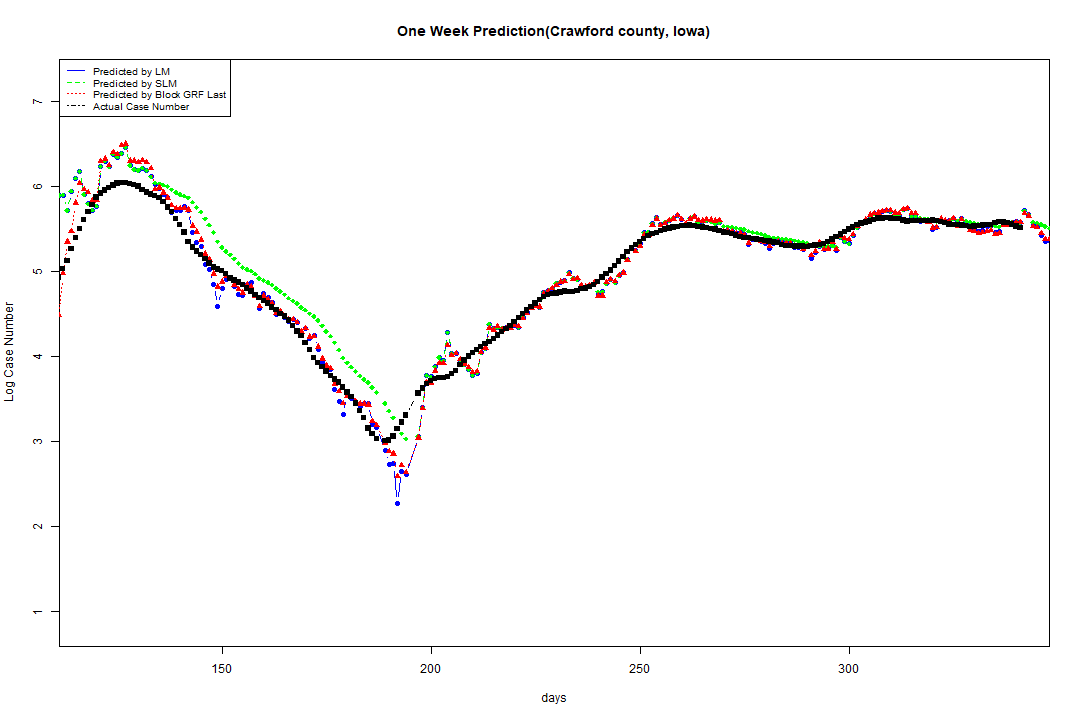 One Week Prediction(Crawford county, Iowa)
Predicted by LM
Predicted by SLM
Predicted by Block GRF Last
Actual Case Number
7
6
5
4
3
2
1
Log Case Number
150 200 250 300
days